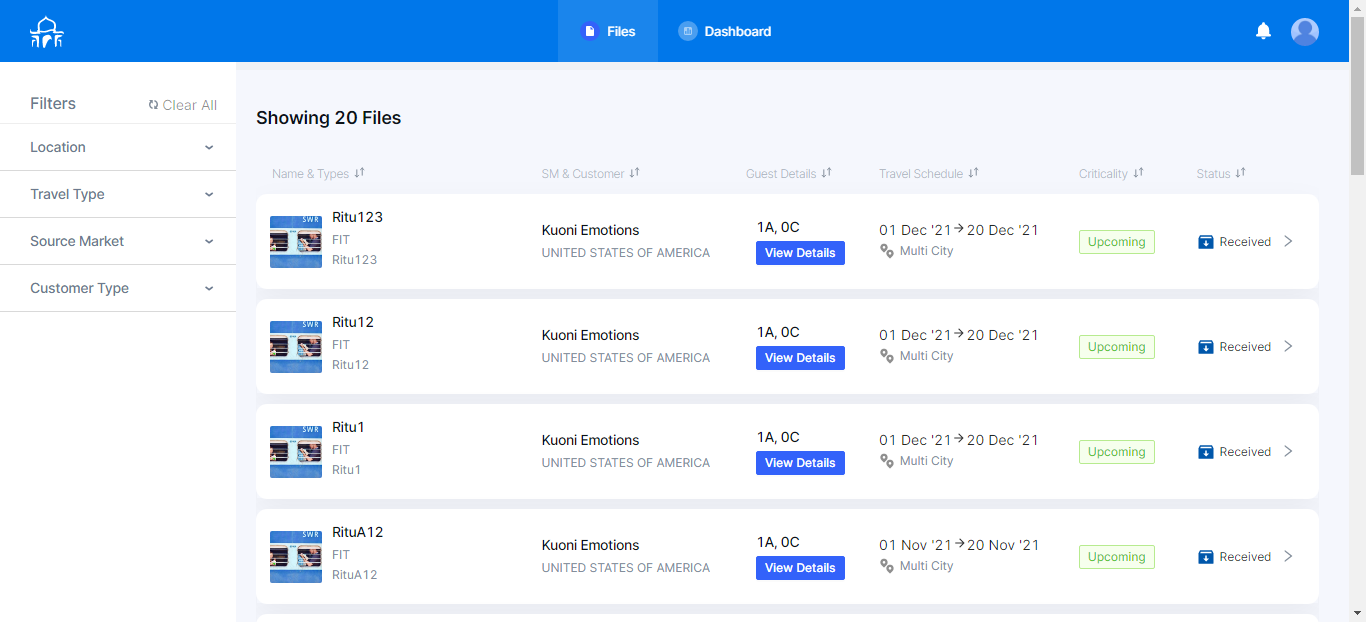 Files
Dashboard
Filters
Clear All
Location
Travel Type
Source Market
Customer Type
Showing 20 Files
Name & Types
SM & Customer
Guest Details
Travel Schedule
Criticality
Status
SWR
Ritu123
FIT
Ritu123
Kuoni Emotions
UNITED STATES OF AMERICA
1A, 0C
View Details
01 Dec '21→20 Dec '21
Multi City
Upcoming
Received
SWR
Ritu12
FIT
Ritu12
Kuoni Emotions
UNITED STATES OF AMERICA
1A, 0C
View Details
01 Dec '21→20 Dec '21
Multi City
Upcoming
Received
SWR
Ritu1
FIT
Ritu1
Kuoni Emotions
UNITED STATES OF AMERICA
1A, 0C
View Details
01 Dec '21→20 Dec '21
Multi City
Upcoming
Received
SWR
RituA12
FIT
RituA12
Kuoni Emotions
UNITED STATES OF AMERICA
1A, 0C
View Details
01 Nov '21→20 Nov '21
Multi City
Upcoming
Received